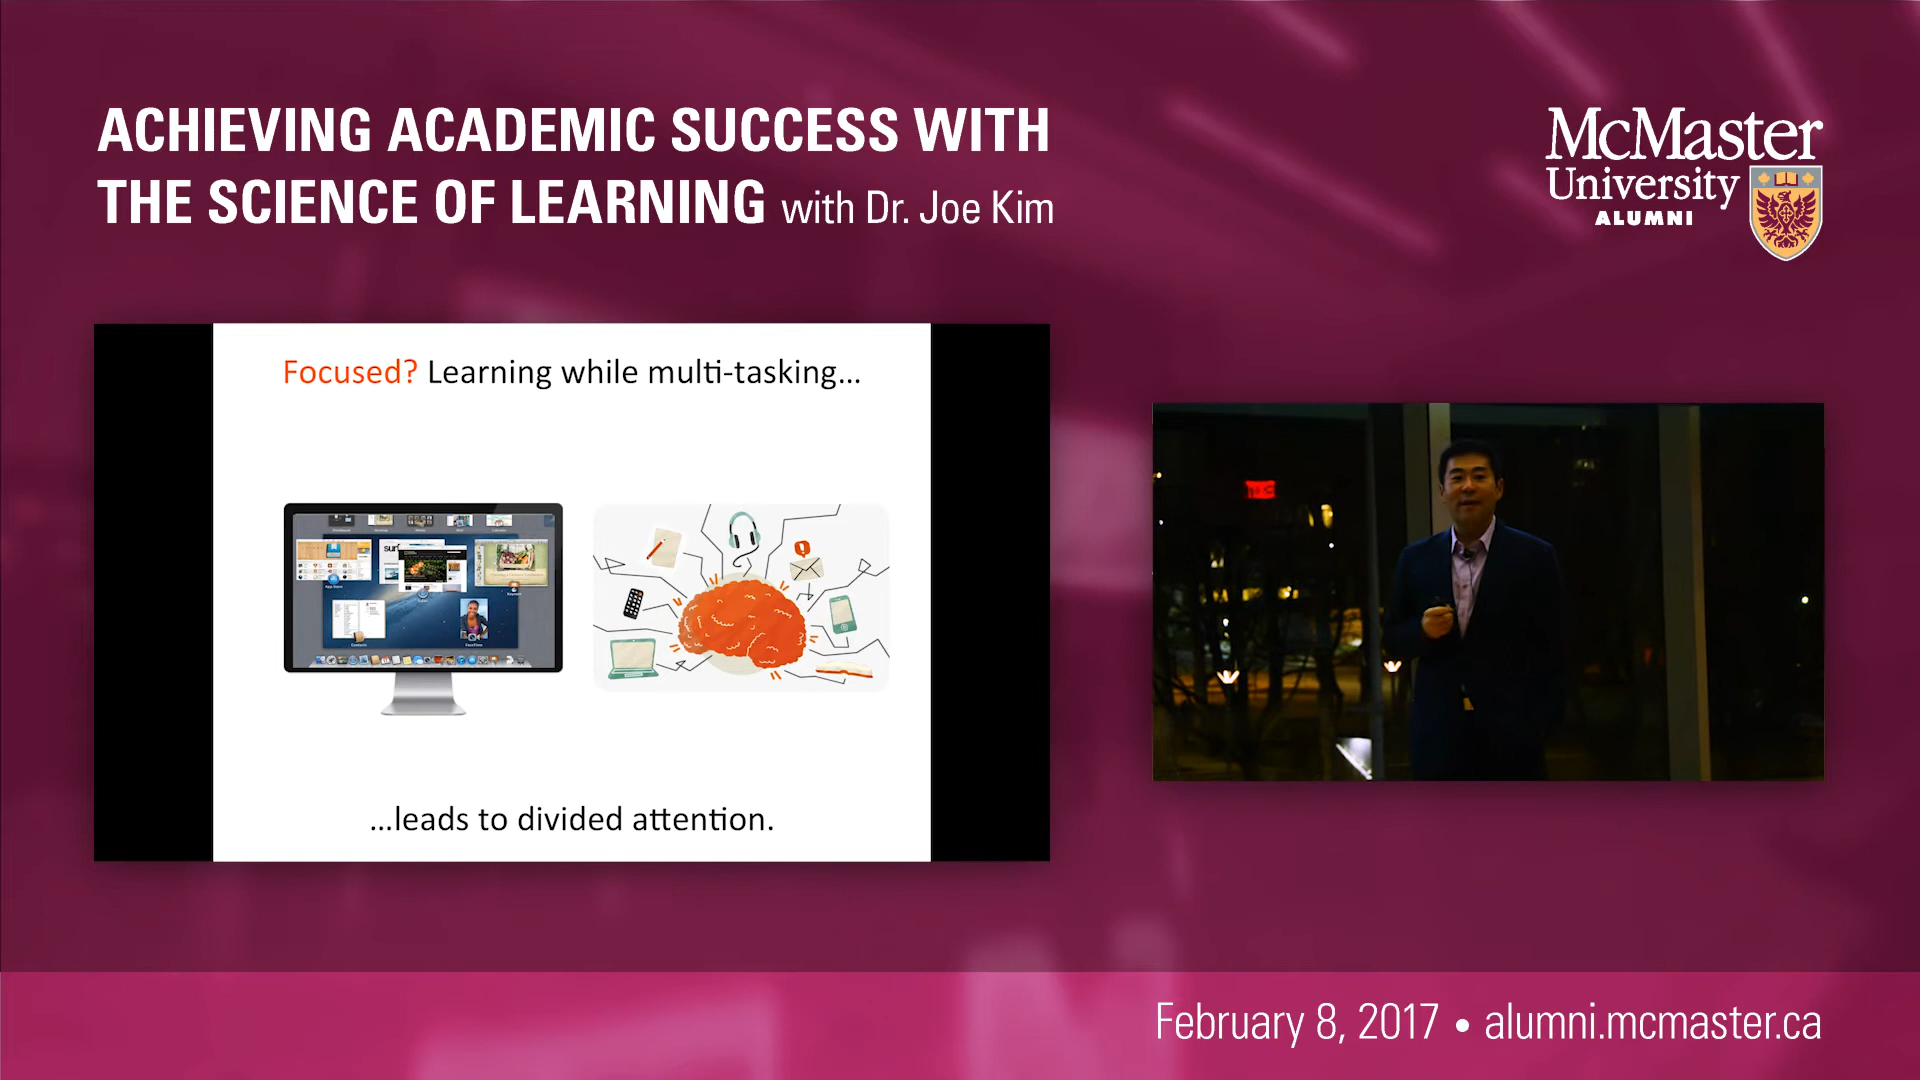 ACHIEVING ACADEMIC SUCCESS WITH
THE SCIENCE OF LEARNING with Dr. Joe Kim
McMaster
University
ALUMNI
Focused? Learning while multi-tasking...
...leads to divided attention.
February 8, 2017 • alumni.mcmaster.ca